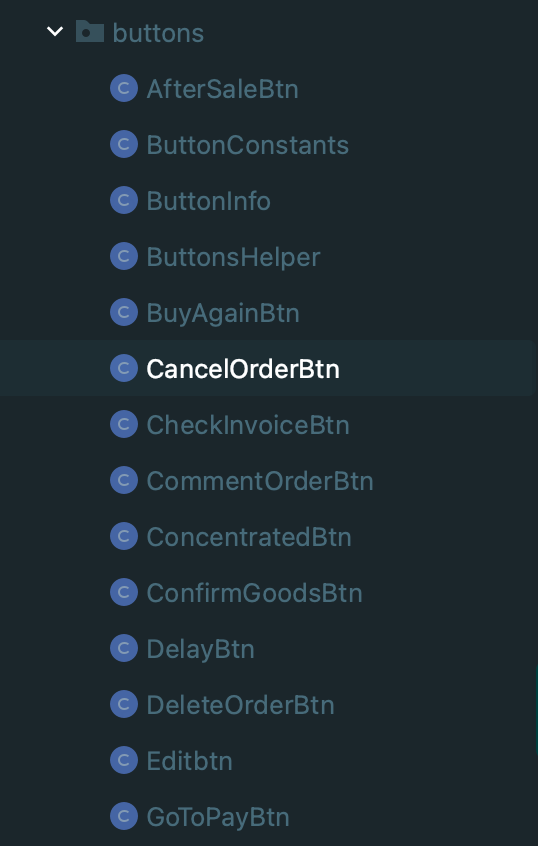 buttons
C AfterSaleBtn
C ButtonConstants
C ButtonInfo
C ButtonsHelper
C BuyAgainBtn
C CancelOrderBtn
C CheckInvoiceBtn
C CommentOrderBtn
C ConcentratedBtn
C ConfirmGoodsBtn
C DelayBtn
C DeleteOrderBtn
C Editbtn
C GoToPayBtn